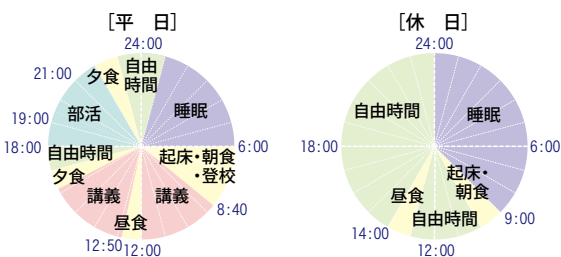 ［平　日］
24:00
自由
時間
睡眠
6:00
起床・朝食
・登校
8:40
講義
12:00
昼食
12:50
講義
夕食
自由時間
18:00
19:00
部活
21:00
夕食
［休　日］
24:00
睡眠
6:00
起床・
朝食
9:00
自由時間
12:00
昼食
14:00
18:00
自由時間